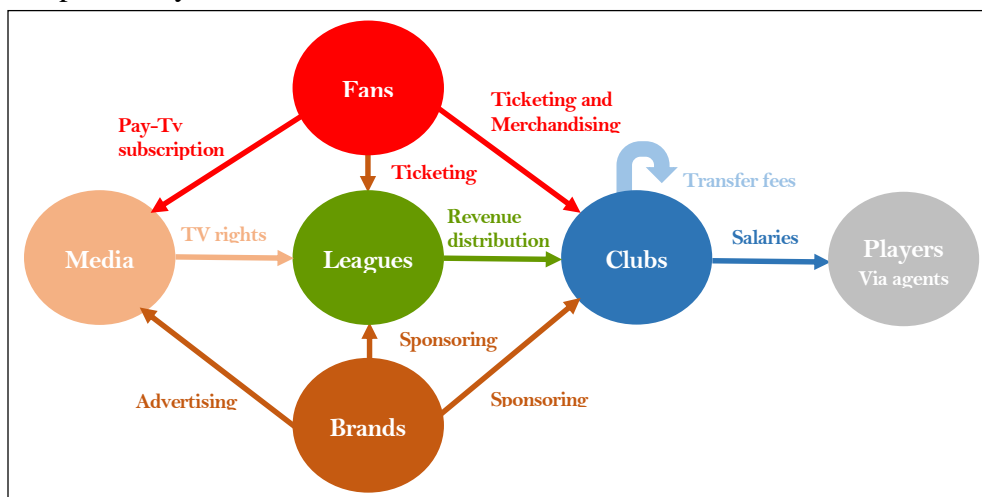 Fans
Ticketing and
Merchandising
Pay-Tv
subscription
Ticketing
Transfer fees
Revenue
distribution
TV rights
Salaries
Media
Leagues
Clubs
Players
Via agents
Sponsoring
Advertising
Sponsoring
Brands